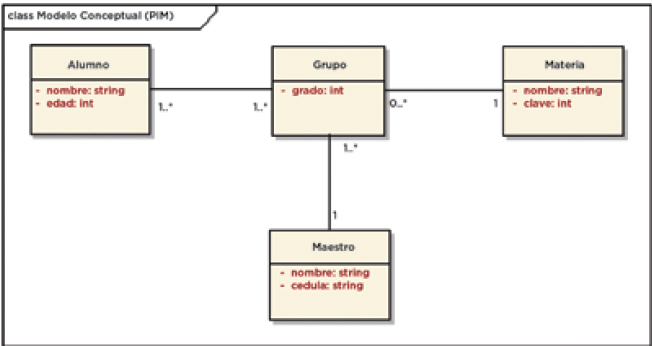 class Modelo Conceptual (PIM)
Alumno
- nombre: string
- edad: int
1..*
1..*
Grupo
- grado: int
0..*
1
Materia
- nombre: string
- clave: int
1..*
1
Maestro
- nombre: string
- cedula: string